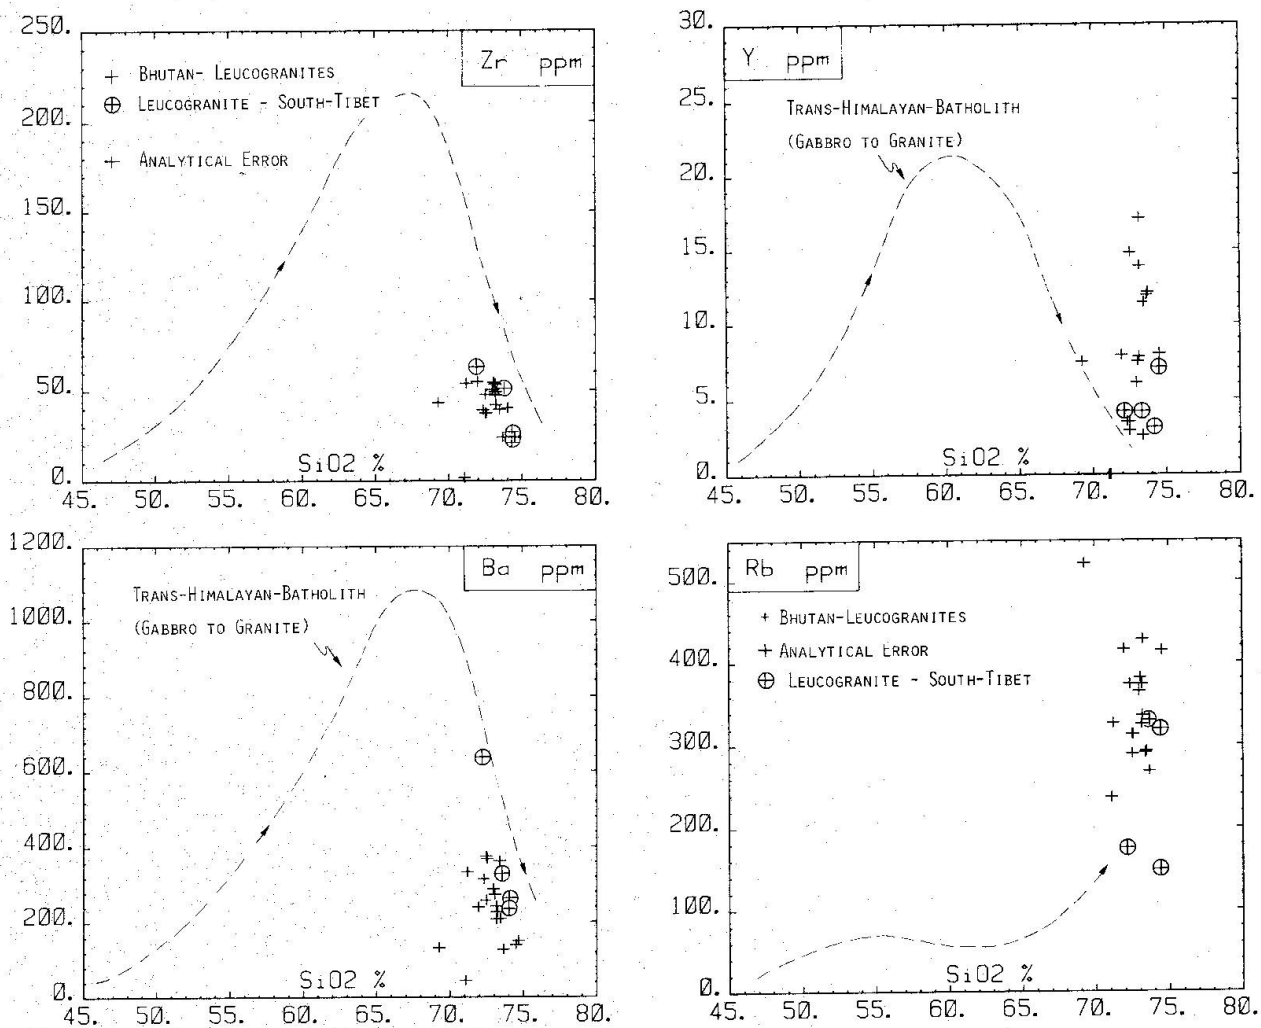 250.
200.
150.
100.
50.
0.
Zr ppm
+ Bhutan- Leucogranites
⊕ Leucogranite - South-Tibet
+ Analytical Error
SiO2 %
45. 50. 55. 60. 65. 70. 75. 80.
30.
25.
20.
15.
10.
5.
0.
Y ppm
Trans-Himalayan-Batholith
(Gabbro to Granite)
SiO2 %
45. 50. 55. 60. 65. 70. 75. 80.
1200.
1000.
800.
600.
400.
200.
0.
Ba ppm
Trans-Himalayan-Batholith
(Gabbro to Granite)
SiO2 %
45. 50. 55. 60. 65. 70. 75. 80.
500.
400.
300.
200.
100.
0.
Rb ppm
+ Bhutan-Leucogranites
+ Analytical Error
⊕ Leucogranite - South-Tibet
SiO2 %
45. 50. 55. 60. 65. 70. 75. 80.